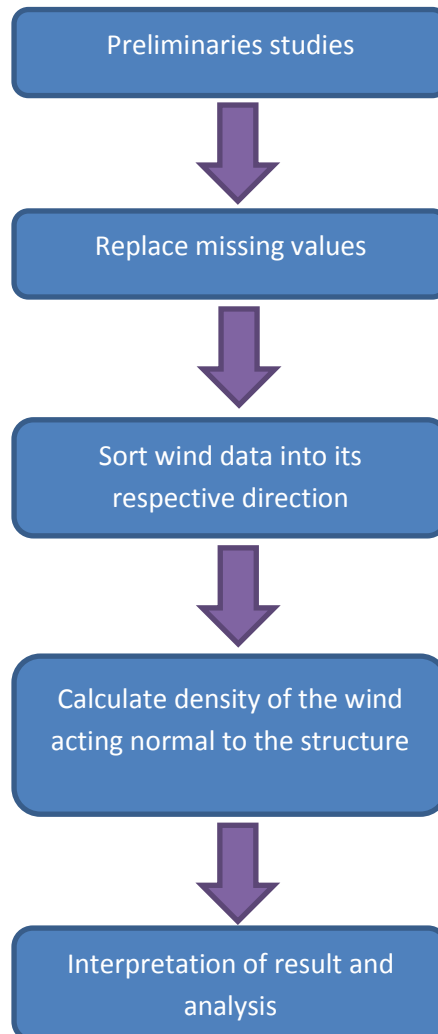 Preliminaries studies
Replace missing values
Sort wind data into its
respective direction
Calculate density of the wind
acting normal to the structure
Interpretation of result and
analysis